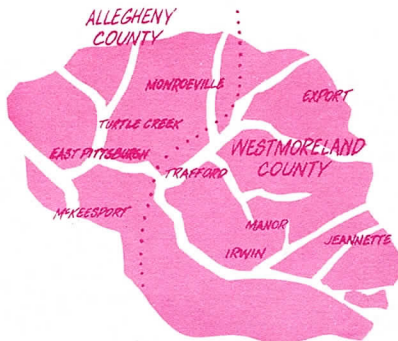 ALLEGHENY
COUNTY
MONROEVILLE
EXPORT
TURTLE CREEK
EAST PITTSBURGH
WESTMORELAND
COUNTY
TRAFFORD
McKEESPORT
MANOR
JEANNETTE
IRWIN